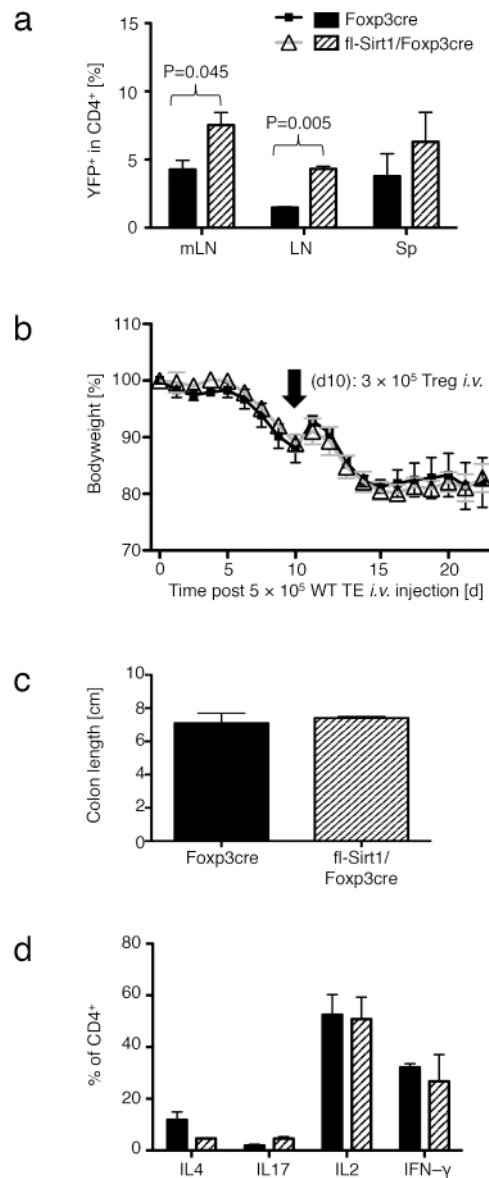 a
Foxp3cre
fl-Sirt1/Foxp3cre
YFP⁺ in CD4⁺ [%]
15
10
5
0
P=0.045
P=0.005
mLN
LN
Sp
b
Bodyweight [%]
110
100
90
80
70
(d10): 3 × 10⁵ Treg i.v.
0
5
10
15
20
Time post 5 × 10⁵ WT TE i.v. injection [d]
c
Colon length [cm]
10
8
6
4
2
0
Foxp3cre
fl-Sirt1/
Foxp3cre
d
% of CD4⁺
80
60
40
20
0
IL4
IL17
IL2
IFN–γ